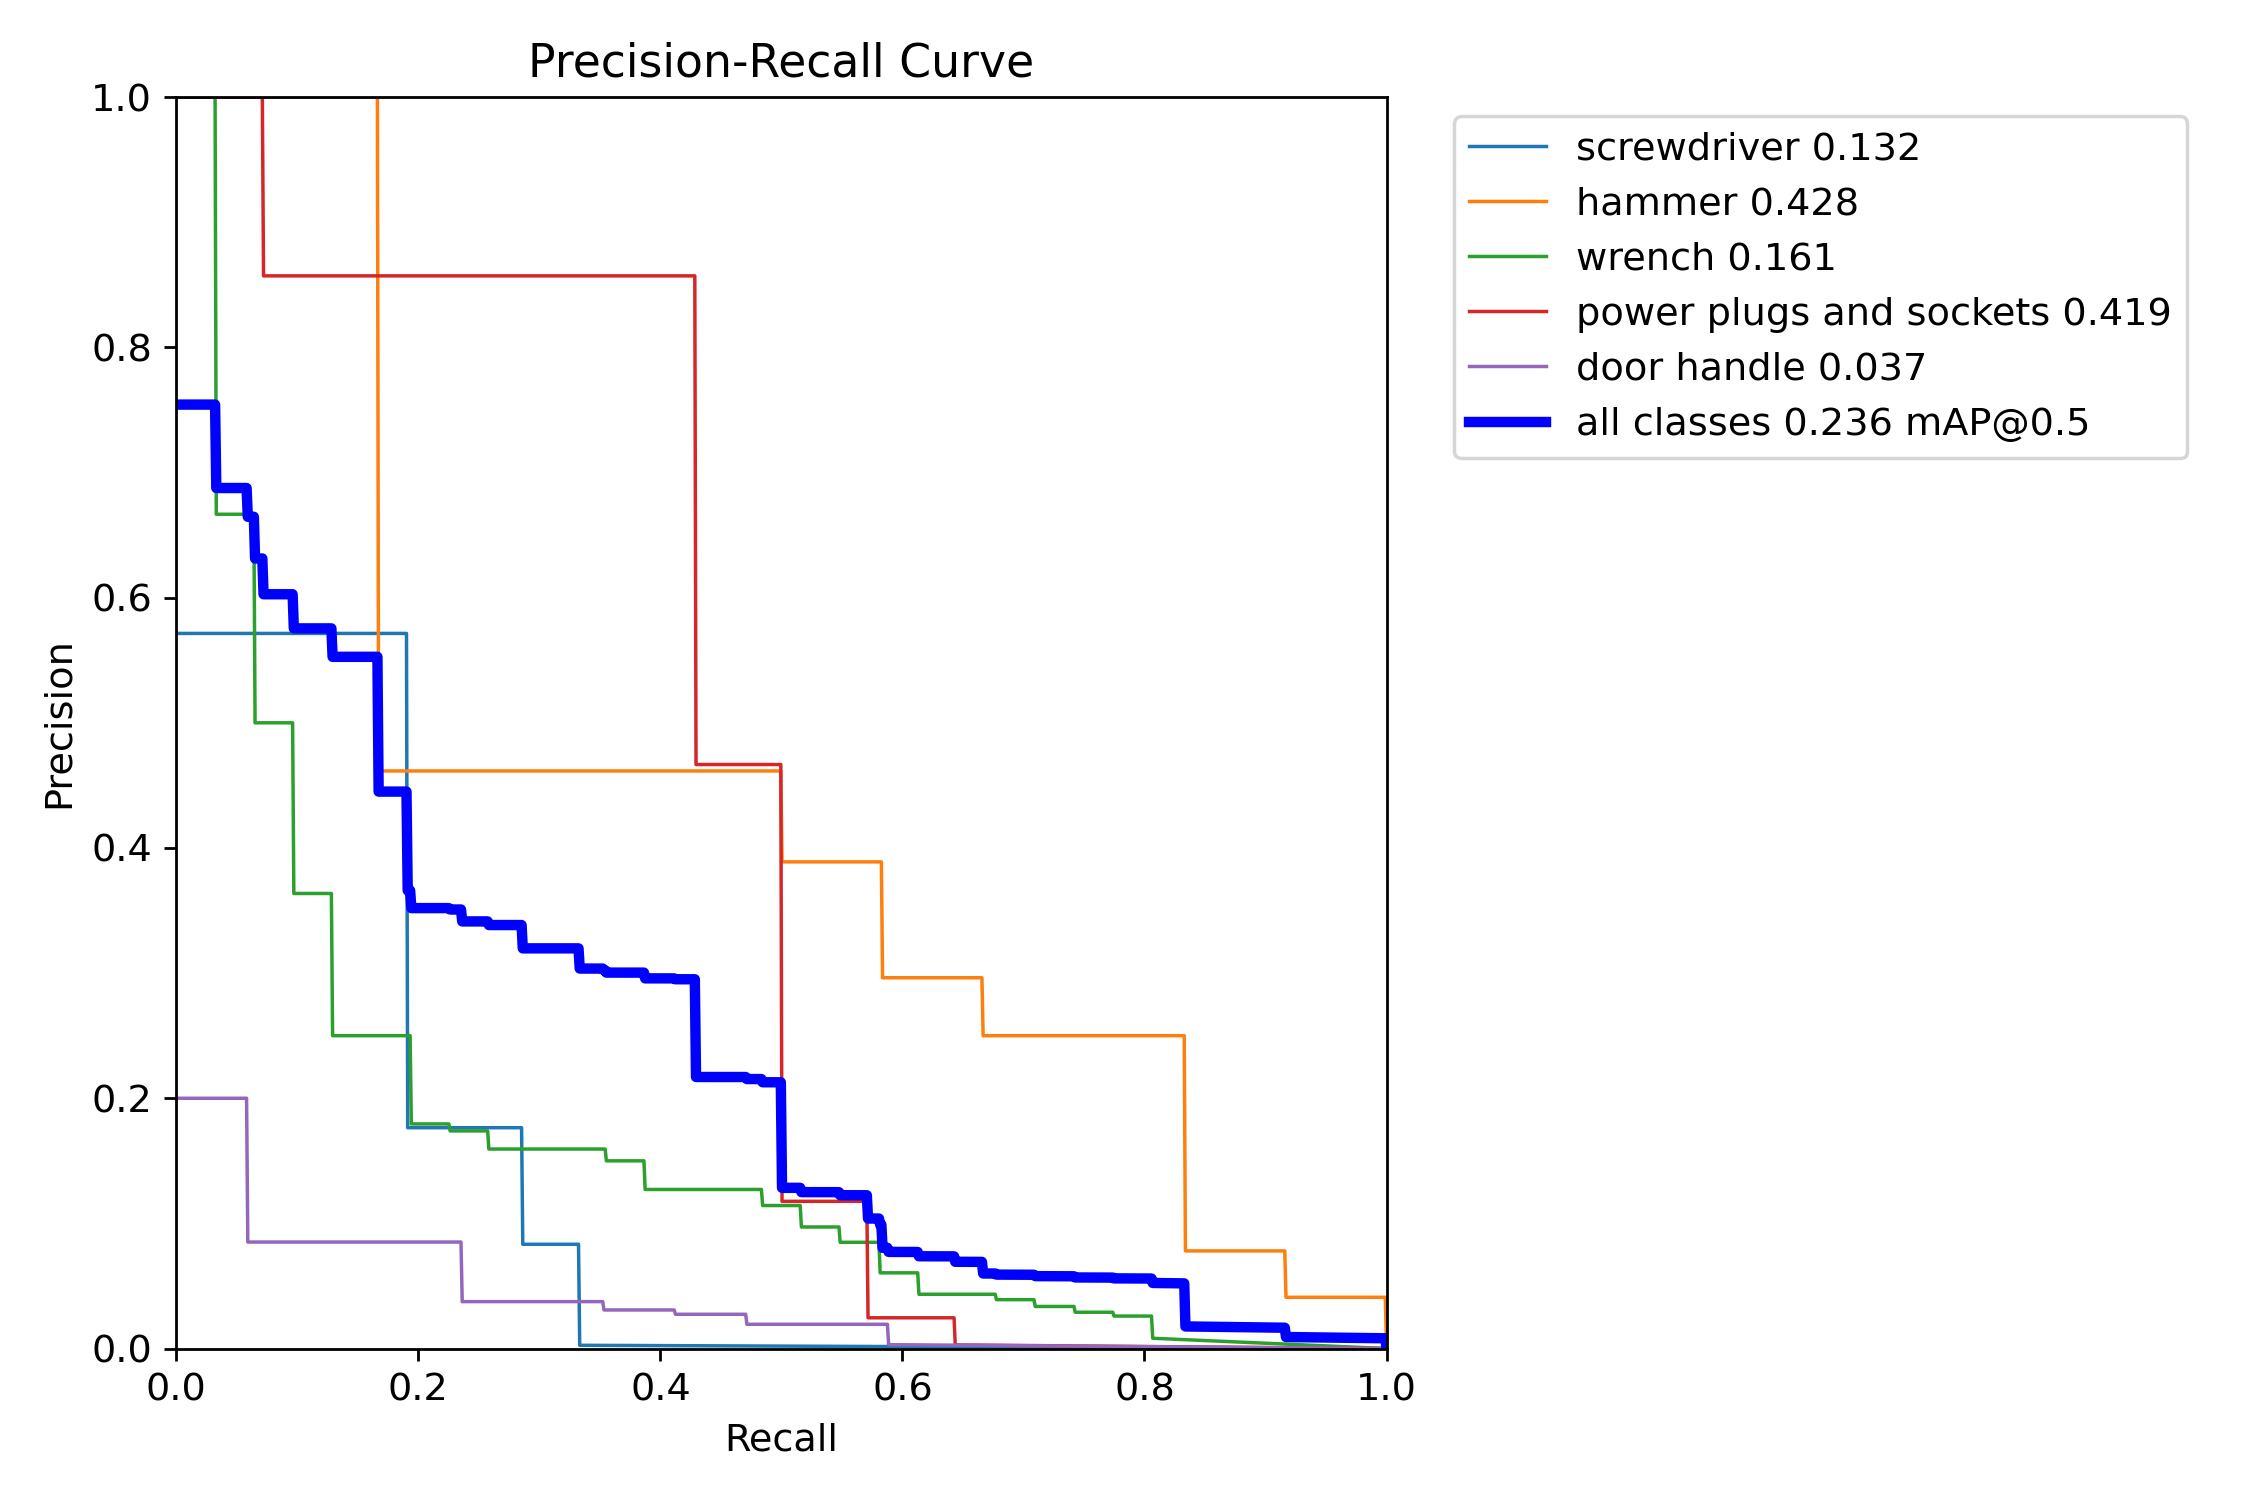 Precision-Recall Curve
1.0
0.8
0.6
0.4
0.2
0.0
Precision
0.0 0.2 0.4 0.6 0.8 1.0
Recall
screwdriver 0.132
hammer 0.428
wrench 0.161
power plugs and sockets 0.419
door handle 0.037
all classes 0.236 mAP@0.5